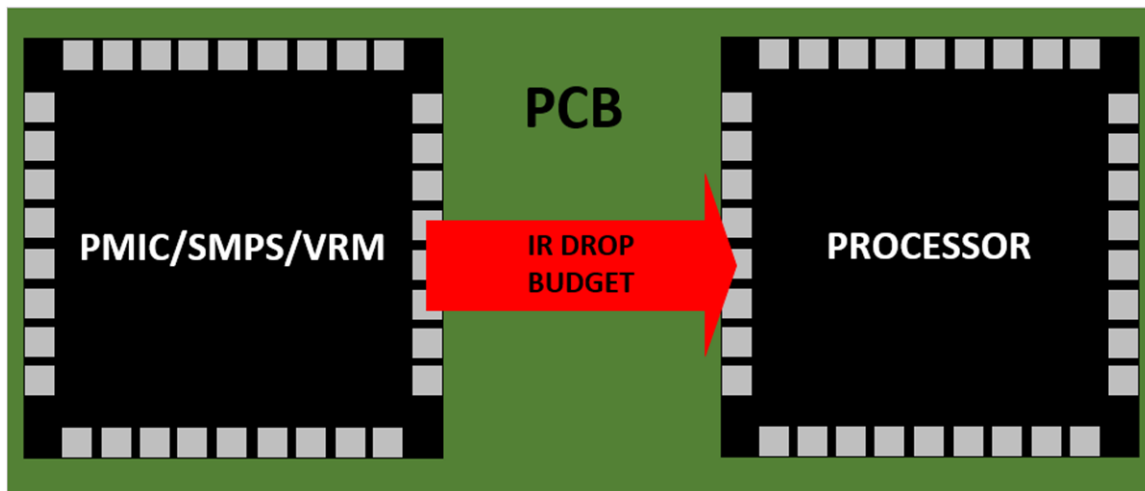 PCB
PMIC/SMPS/VRM
IR DROP
BUDGET
PROCESSOR